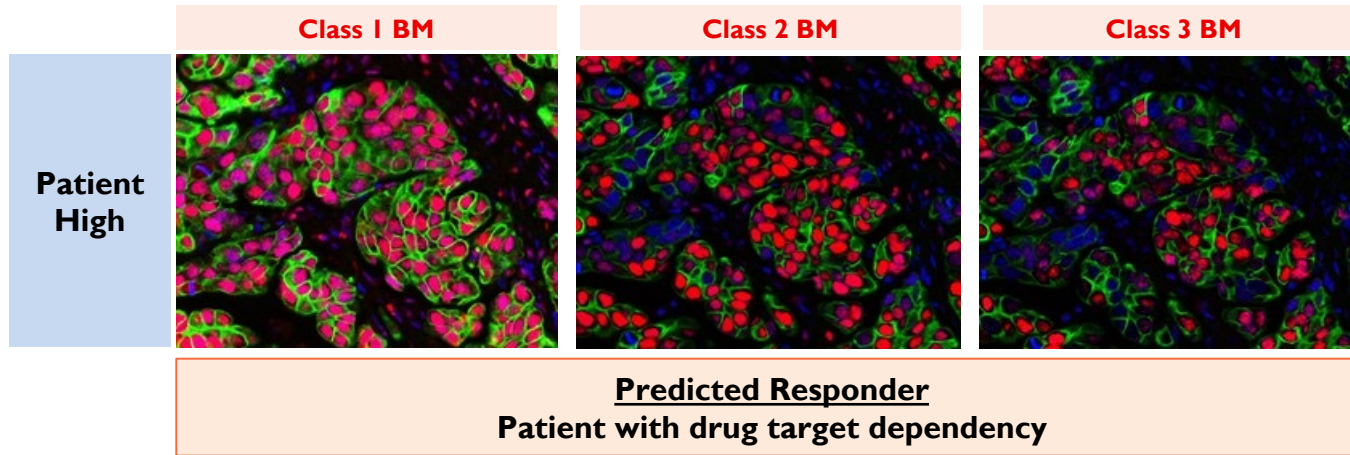 Class 1 BM
Class 2 BM
Class 3 BM
Patient
High
Predicted Responder
Patient with drug target dependency